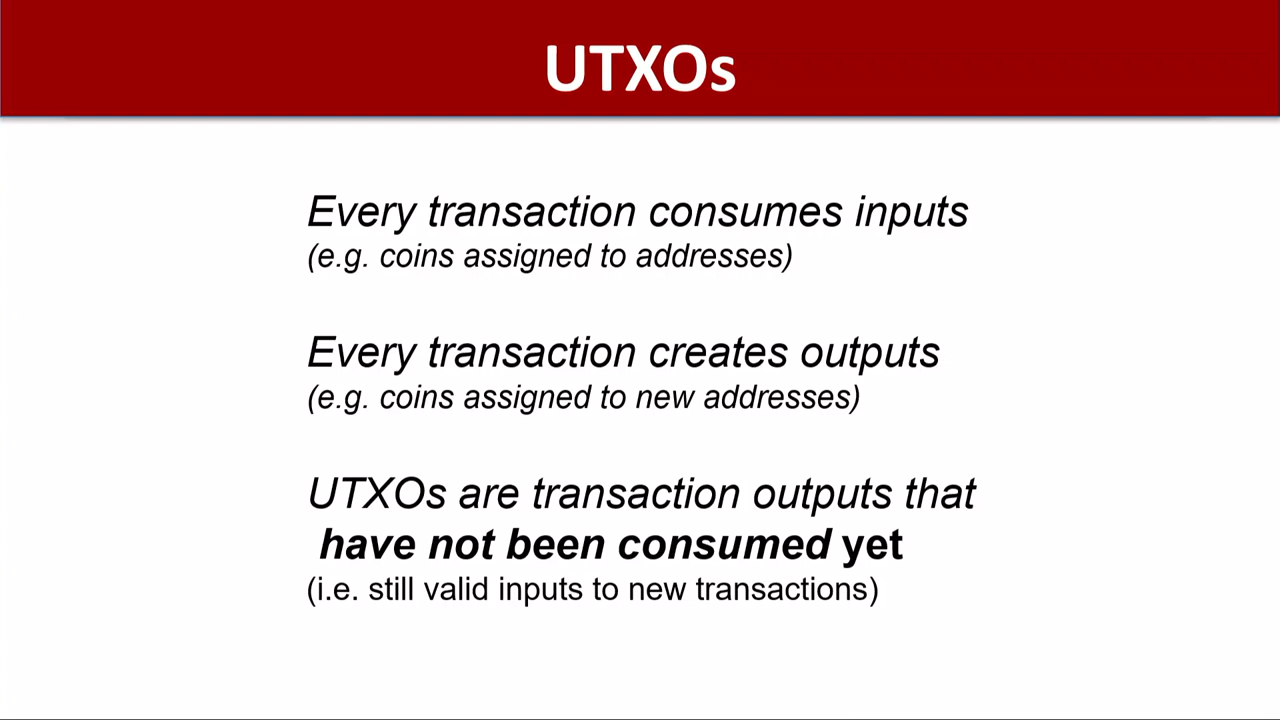 UTXOs
Every transaction consumes inputs
(e.g. coins assigned to addresses)
Every transaction creates outputs
(e.g. coins assigned to new addresses)
UTXOs are transaction outputs that
have not been consumed yet
(i.e. still valid inputs to new transactions)